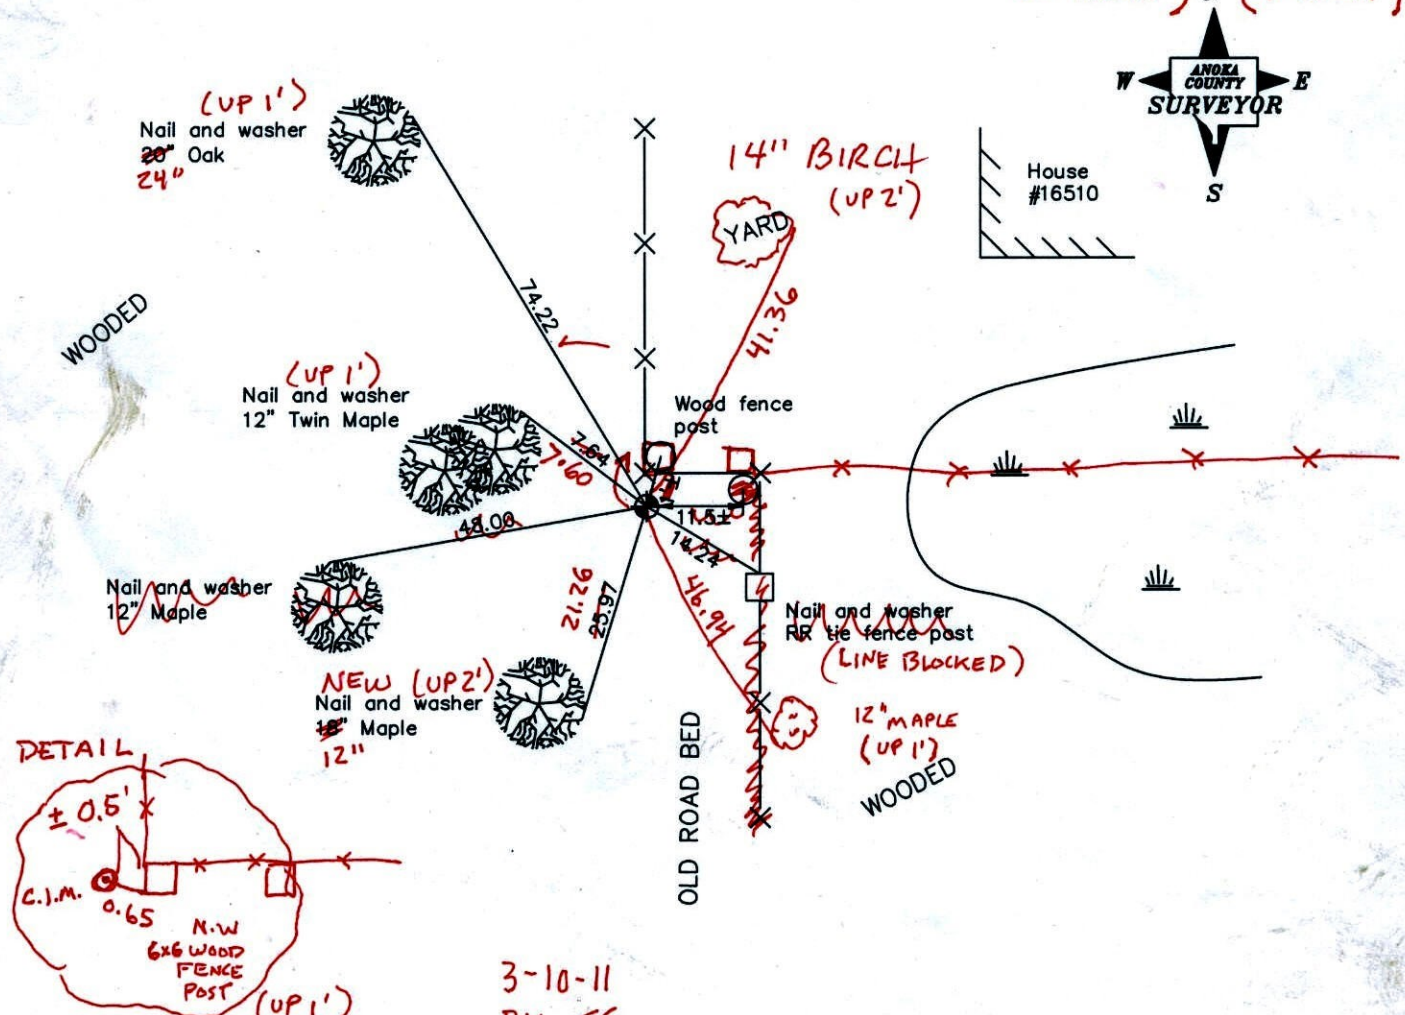 W
E
ANOKA
COUNTY
SURVEYOR
S
(UP 1')
Nail and washer
20" Oak
24"
14" BIRCH
(UP 2')
YARD
House
#16510
WOODED
74.22
41.36
(UP 1')
Nail and washer
12" Twin Maple
Wood fence
post
7.64
7.60
48.00
11.5±
14.24
Nail and washer
12" Maple
21.26
25.97
46.94
Nail and washer
RR tie fence post
(LINE BLOCKED)
NEW (UP 2')
Nail and washer
18" Maple
12"
12" MAPLE
(UP 1')
WOODED
OLD ROAD BED
DETAIL
± 0.5'
C.I.M.
0.65
N.W
6x6 WOOD
FENCE
POST
(UP 1')
3-10-11